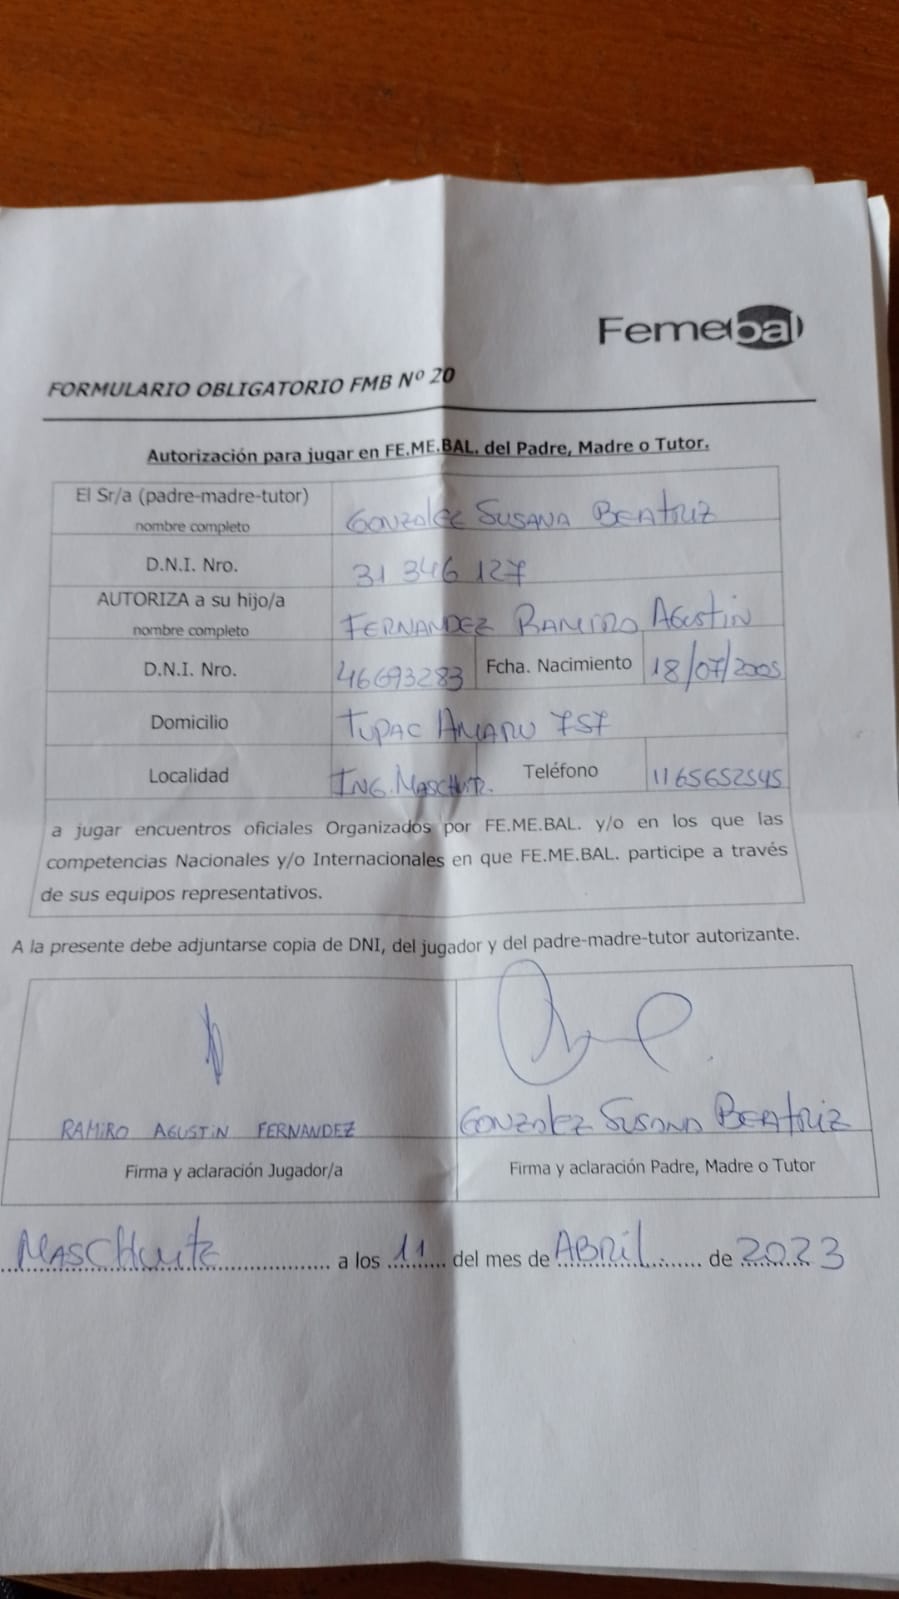 Femebal
FORMULARIO OBLIGATORIO FMB Nº 20
Autorización para jugar en FE.ME.BAL. del Padre, Madre o Tutor.
El Sr/a (padre-madre-tutor)
nombre completo
GONZALEZ SUSANA BEATRIZ
D.N.I. Nro.
31 346 127
AUTORIZA a su hijo/a
nombre completo
FERNANDEZ RAMIRO AGUSTIN
D.N.I. Nro.
46693283
Fcha. Nacimiento
18/07/2005
Domicilio
TUPAC AMARU 757
Localidad
ING. MASCHWITZ.
Teléfono
1165652545
a jugar encuentros oficiales Organizados por FE.ME.BAL. y/o en los que las
competencias Nacionales y/o Internacionales en que FE.ME.BAL. participe a través
de sus equipos representativos.
A la presente debe adjuntarse copia de DNI, del jugador y del padre-madre-tutor autorizante.
RAMIRO AGUSTIN FERNANDEZ
GONZALEZ SUSANA BEATRIZ
Firma y aclaración Jugador/a
Firma y aclaración Padre, Madre o Tutor
MASCHWITZ a los 11 del mes de ABRIL de 2023